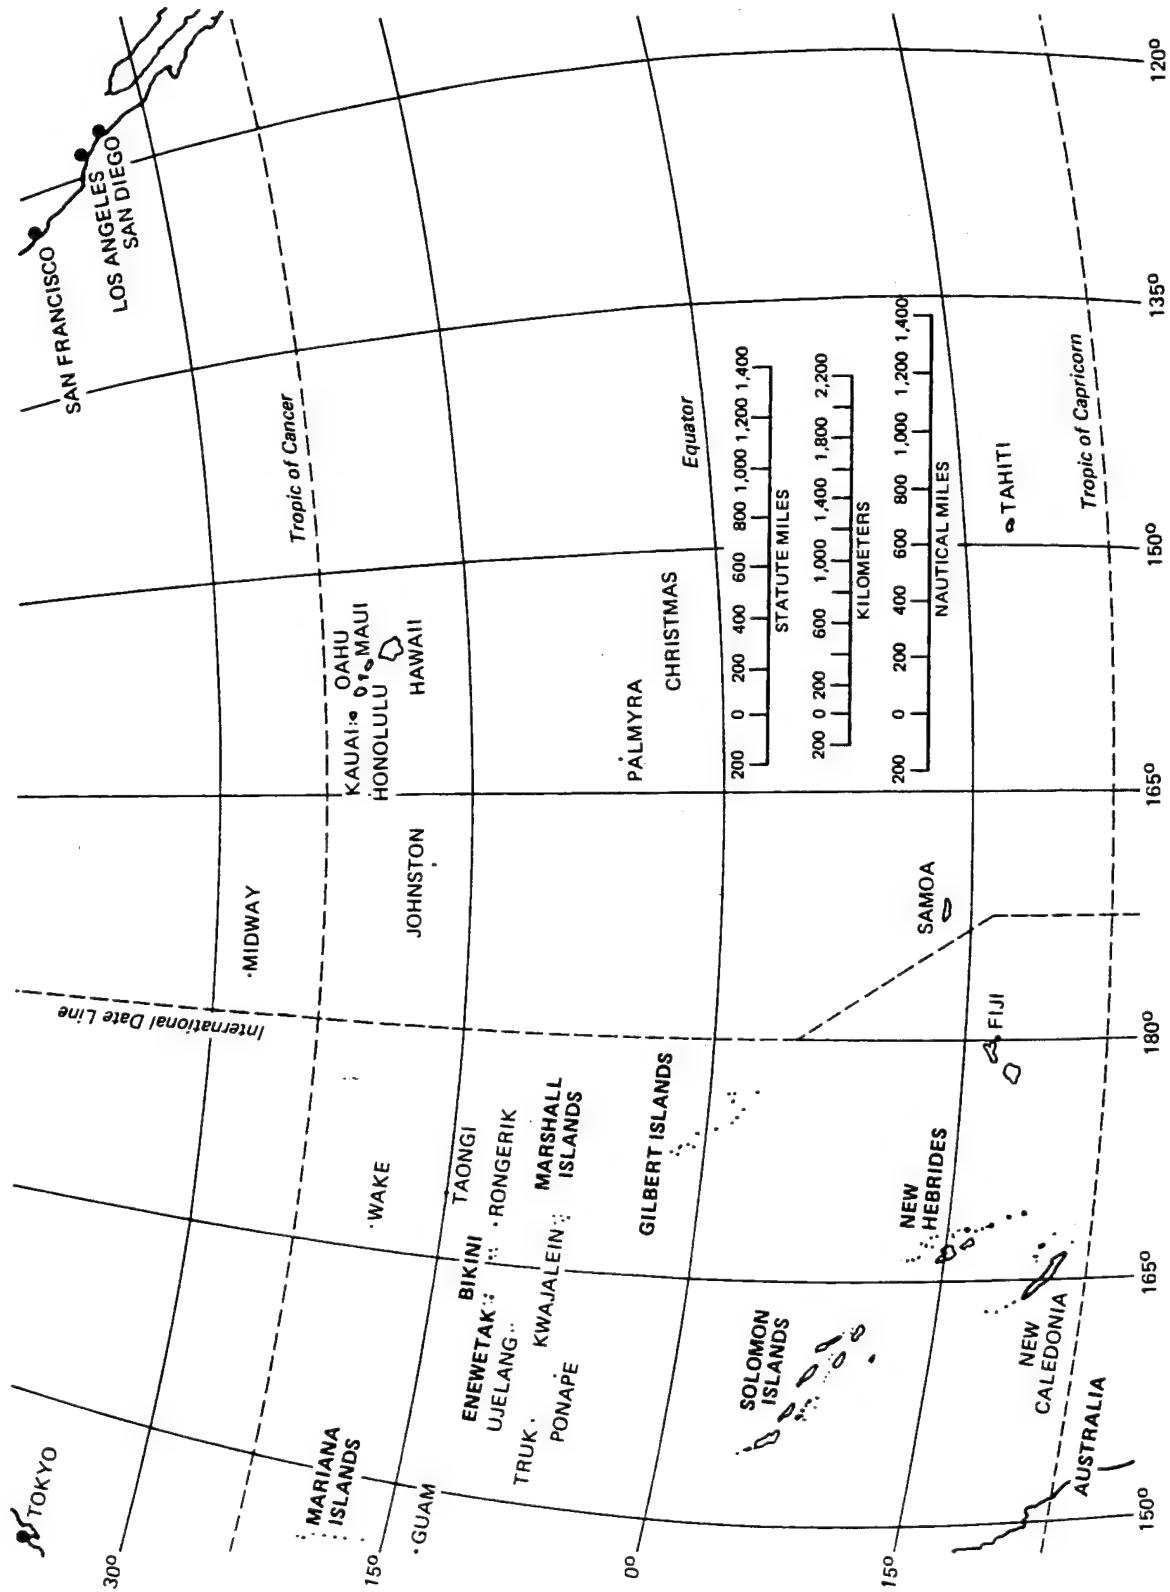 TOKYO
SAN FRANCISCO
LOS ANGELES
SAN DIEGO
30°
International Date Line
MIDWAY
Tropic of Cancer
MARIANA
ISLANDS
WAKE
KAUAI
OAHU
HONOLULU
MAUI
HAWAII
15°
GUAM
JOHNSTON
TAONGI
BIKINI
RONGERIK
ENEWETAK
UJELANG
KWAJALEIN
MARSHALL
ISLANDS
TRUK
PONAPE
PALMYRA
CHRISTMAS
0°
GILBERT ISLANDS
Equator
200 0 200 400 600 800 1,000 1,200 1,400
STATUTE MILES
200 0 200 600 1,000 1,400 1,800 2,200
KILOMETERS
200 0 200 400 600 800 1,000 1,200 1,400
NAUTICAL MILES
SOLOMON
ISLANDS
15°
NEW
HEBRIDES
SAMOA
FIJI
TAHITI
NEW
CALEDONIA
Tropic of Capricorn
AUSTRALIA
150°
165°
180°
165°
150°
135°
120°